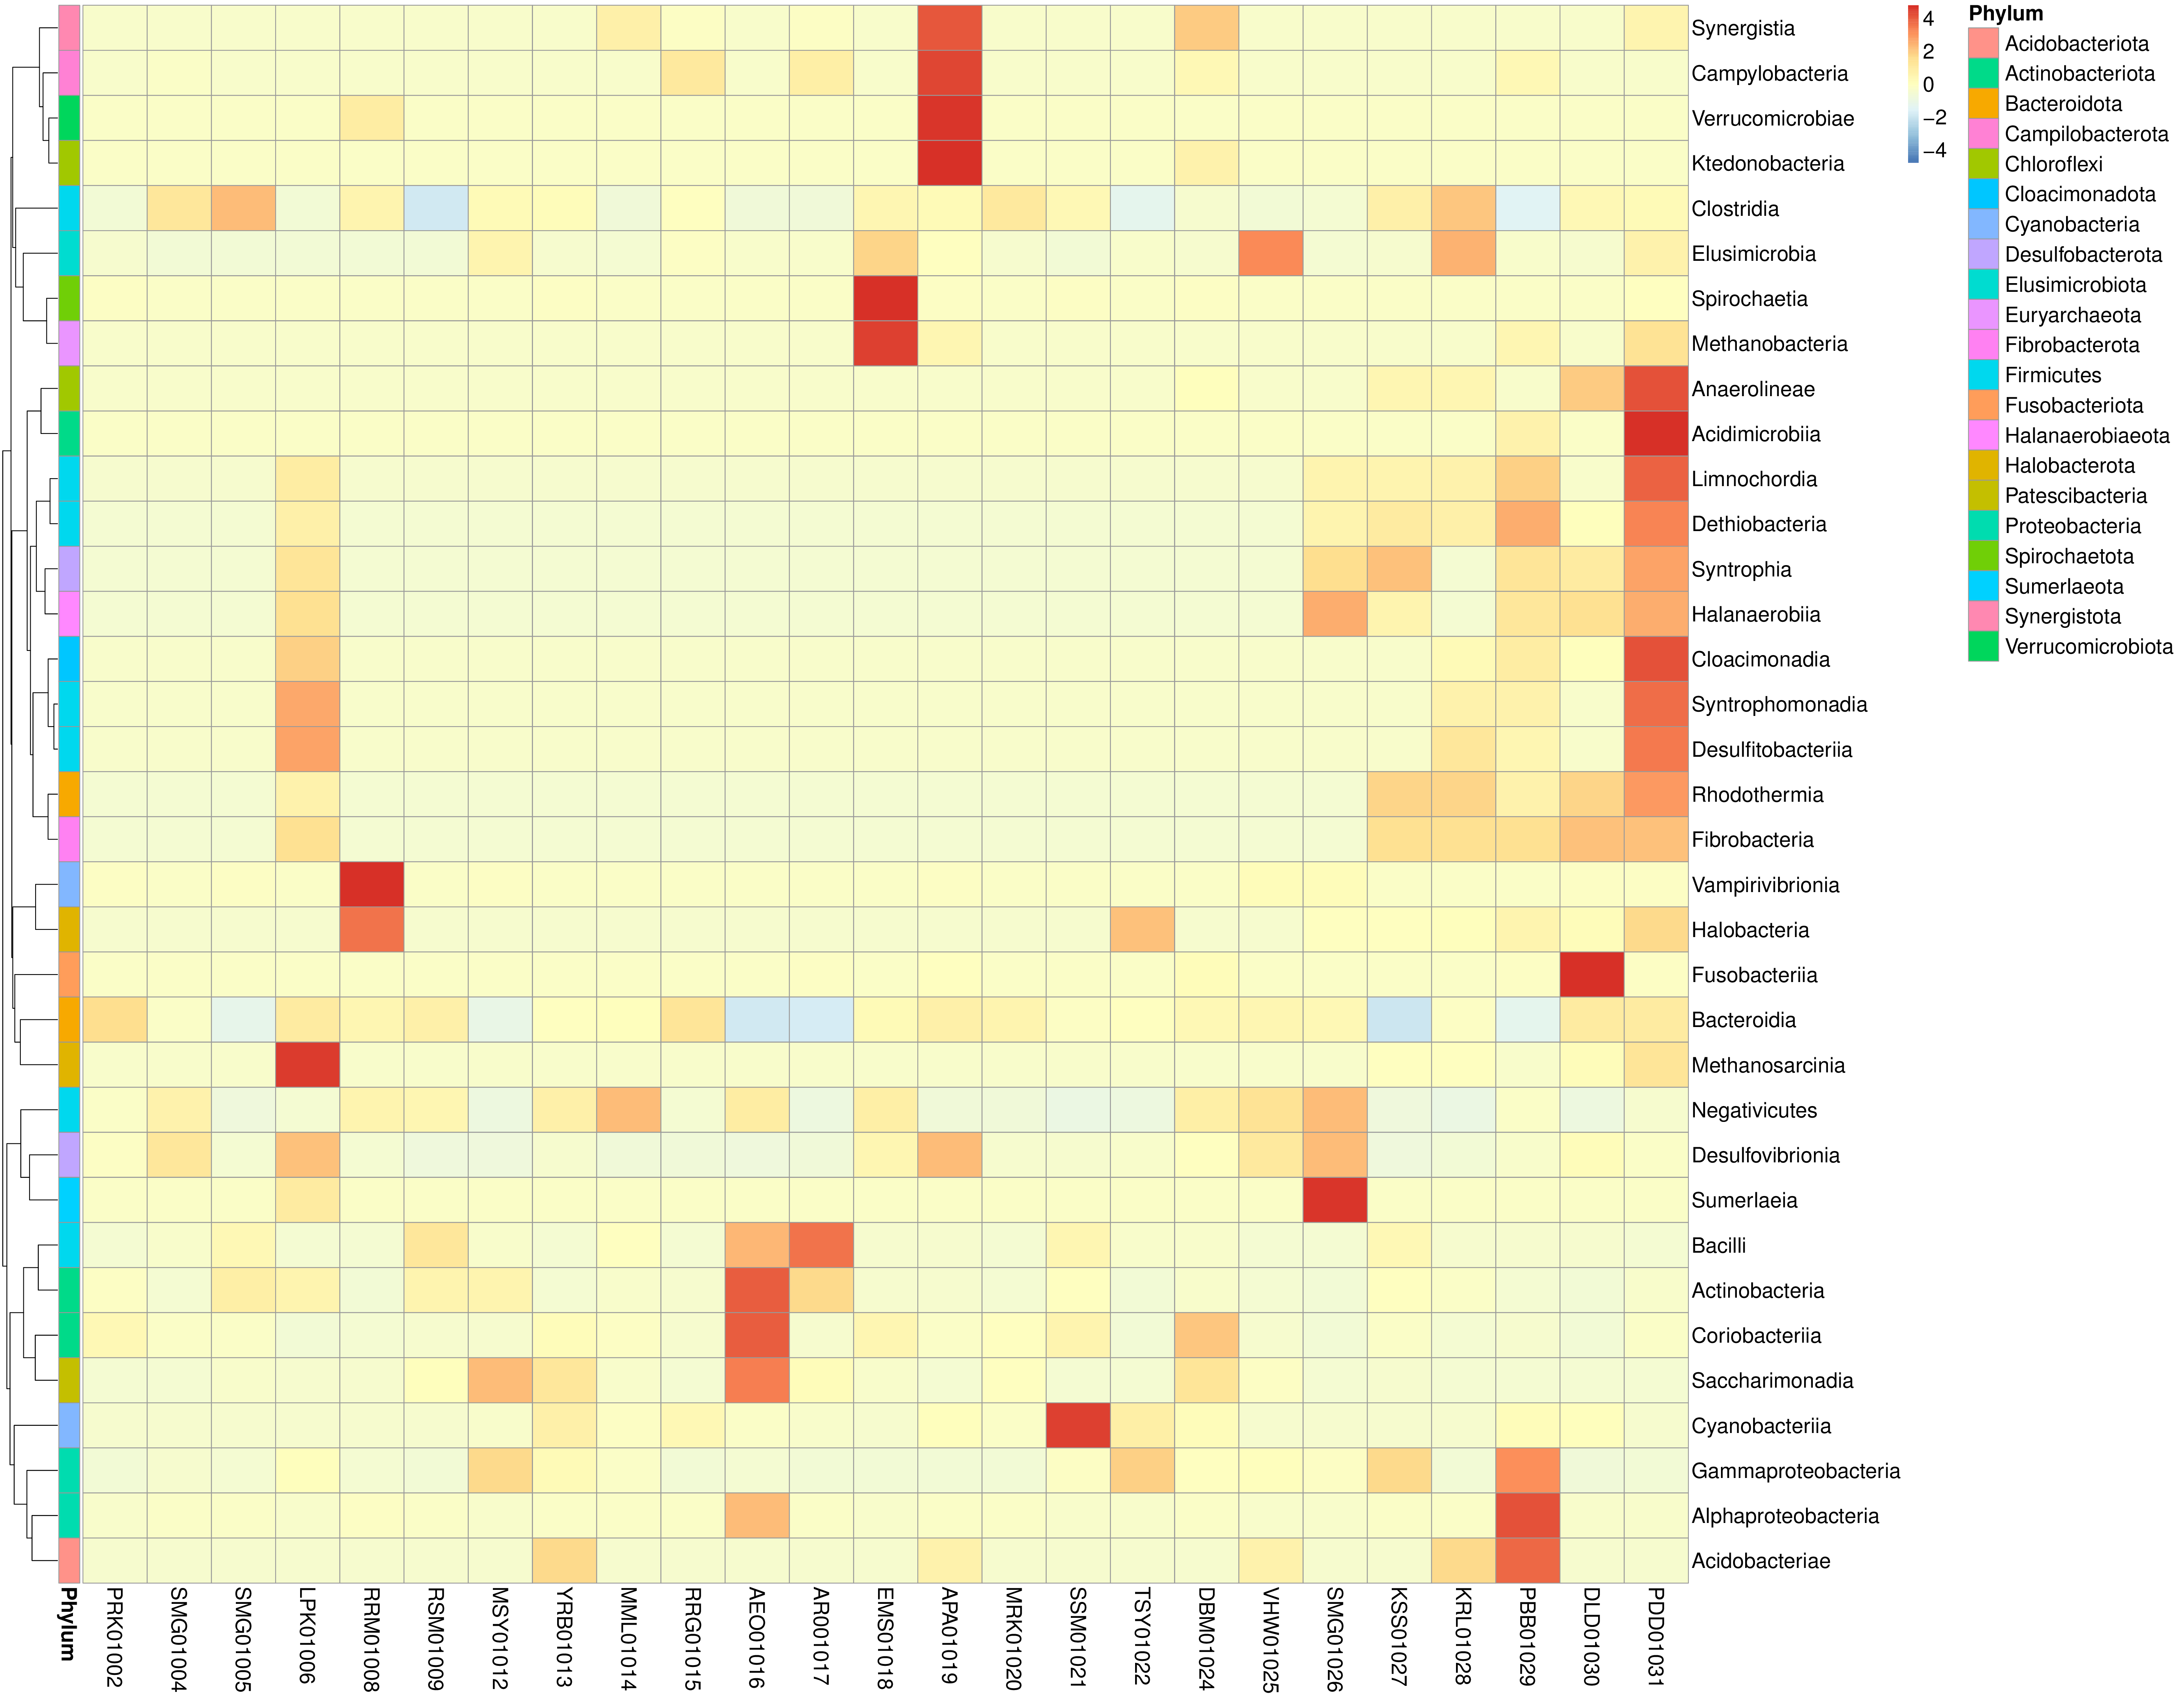 Synergistia
Campylobacteria
Verrucomicrobiae
Ktedonobacteria
Clostridia
Elusimicrobia
Spirochaetia
Methanobacteria
Anaerolineae
Acidimicrobiia
Limnochordia
Dethiobacteria
Syntrophia
Halanaerobiia
Cloacimonadia
Syntrophomonadia
Desulfitobacteriia
Rhodothermia
Fibrobacteria
Vampirivibrionia
Halobacteria
Fusobacteriia
Bacteroidia
Methanosarcinia
Negativicutes
Desulfovibrionia
Sumerlaeia
Bacilli
Actinobacteria
Coriobacteriia
Saccharimonadia
Cyanobacteriia
Gammaproteobacteria
Alphaproteobacteria
Acidobacteriae
Phylum
PRK01002
SMG01004
SMG01005
LPK01006
RRM01008
RSM01009
MSY01012
YRB01013
MML01014
RRG01015
AEO01016
AR001017
EMS01018
APA01019
MRK01020
SSM01021
TSY01022
DBM01024
VHW01025
SMG01026
KSS01027
KRL01028
PBB01029
DLD01030
PDD01031
4
2
0
−2
−4
Phylum
Acidobacteriota
Actinobacteriota
Bacteroidota
Campilobacterota
Chloroflexi
Cloacimonadota
Cyanobacteria
Desulfobacterota
Elusimicrobiota
Euryarchaeota
Fibrobacterota
Firmicutes
Fusobacteriota
Halanaerobiaeota
Halobacterota
Patescibacteria
Proteobacteria
Spirochaetota
Sumerlaeota
Synergistota
Verrucomicrobiota